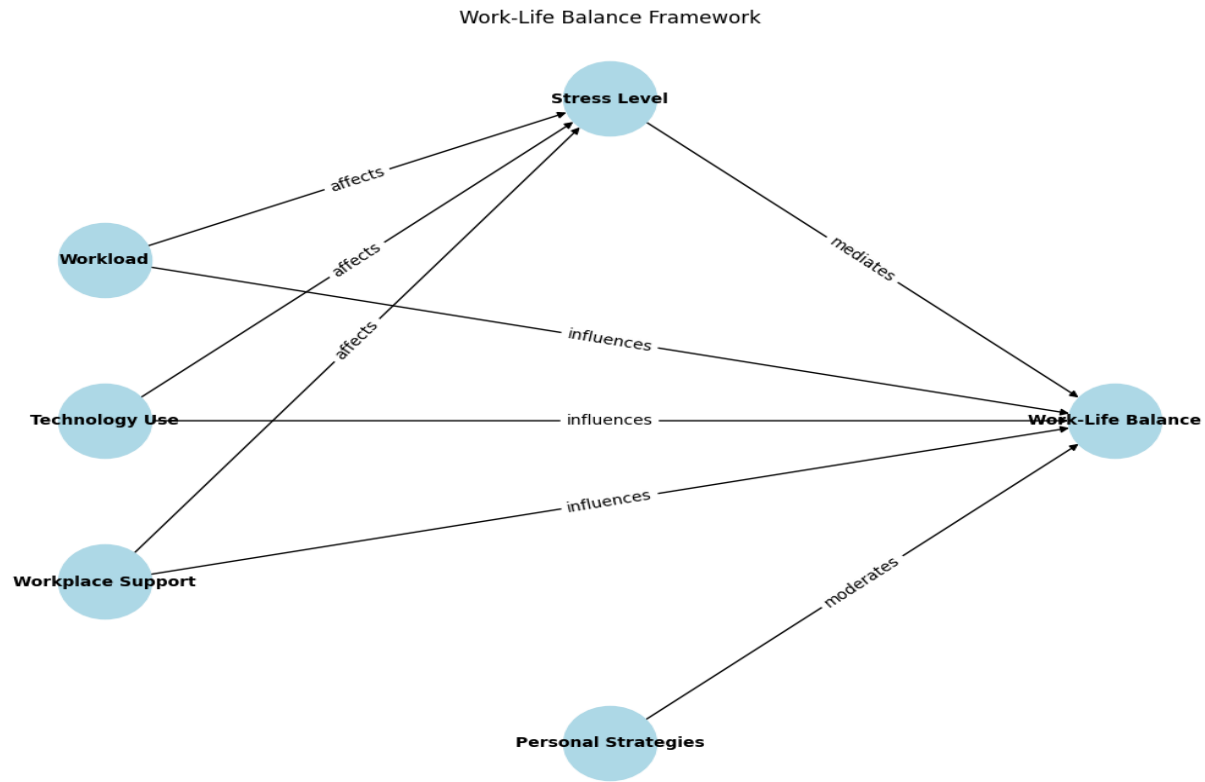 Work-Life Balance Framework
Stress Level
affects
Workload
affects
mediates
affects
influences
Technology Use
influences
Work-Life Balance
influences
Workplace Support
moderates
Personal Strategies